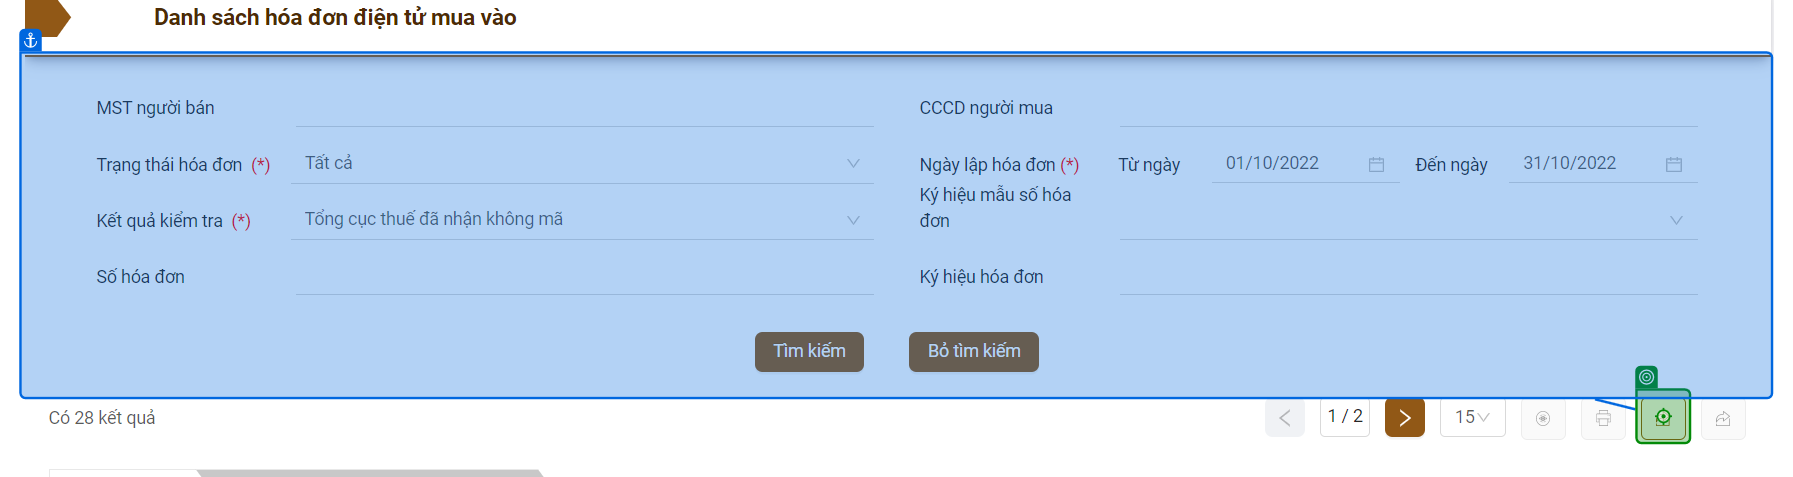 Danh sách hóa đơn điện tử mua vào
MST người bán
CCCD người mua
Trạng thái hóa đơn (*) Tất cả
Ngày lập hóa đơn (*) Từ ngày 01/10/2022 Đến ngày 31/10/2022
Kết quả kiểm tra (*) Tổng cục thuế đã nhận không mã
Ký hiệu mẫu số hóa
đơn
Số hóa đơn
Ký hiệu hóa đơn
Tìm kiếm Bỏ tìm kiếm
Có 28 kết quả
1 / 2
15